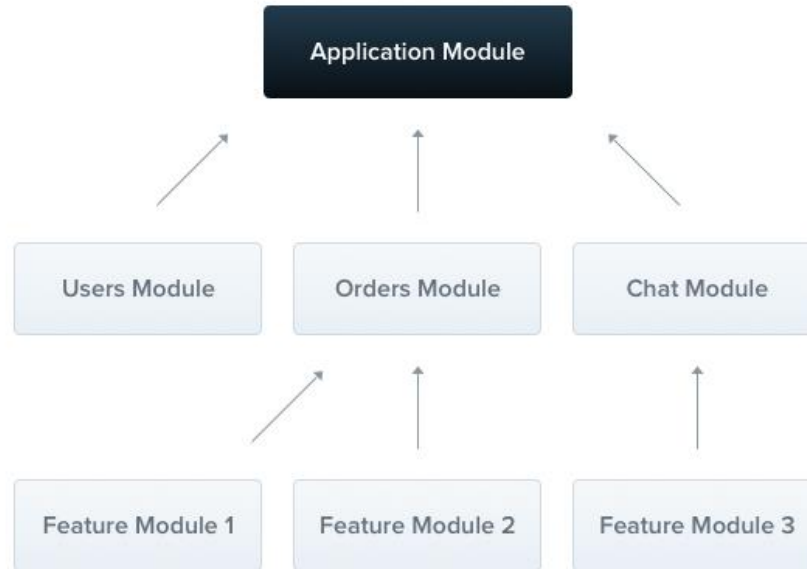 Application Module
Users Module
Orders Module
Chat Module
Feature Module 1
Feature Module 2
Feature Module 3